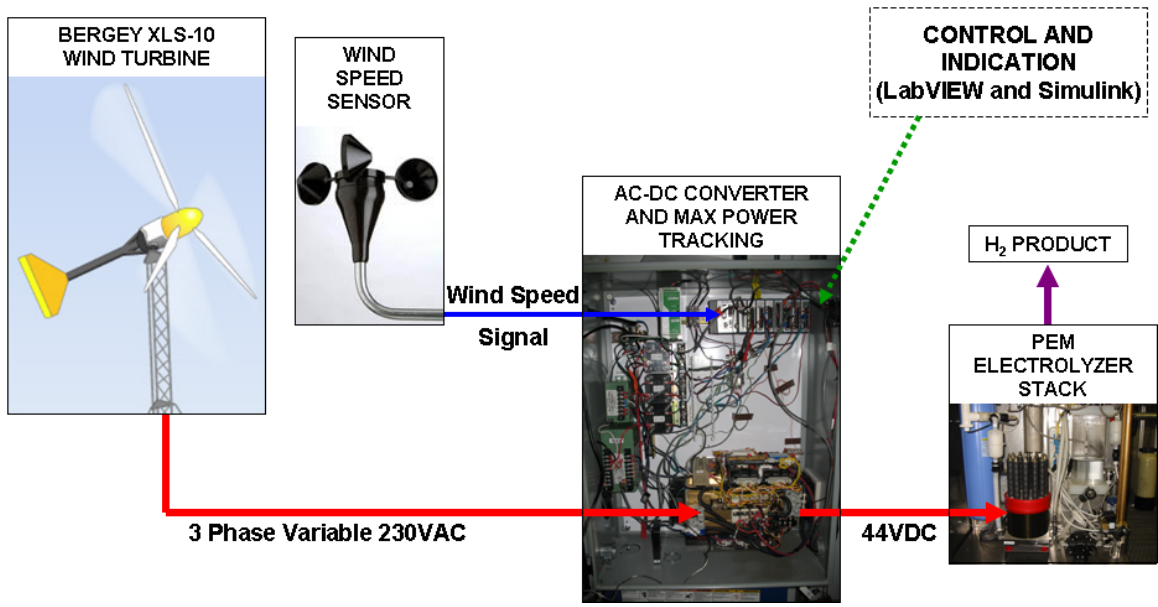 BERGEY XLS-10
WIND TURBINE
WIND
SPEED
SENSOR
CONTROL AND
INDICATION
(LabVIEW and Simulink)
AC-DC CONVERTER
AND MAX POWER
TRACKING
H₂ PRODUCT
Wind Speed
Signal
PEM
ELECTROLYZER
STACK
3 Phase Variable 230VAC
44VDC